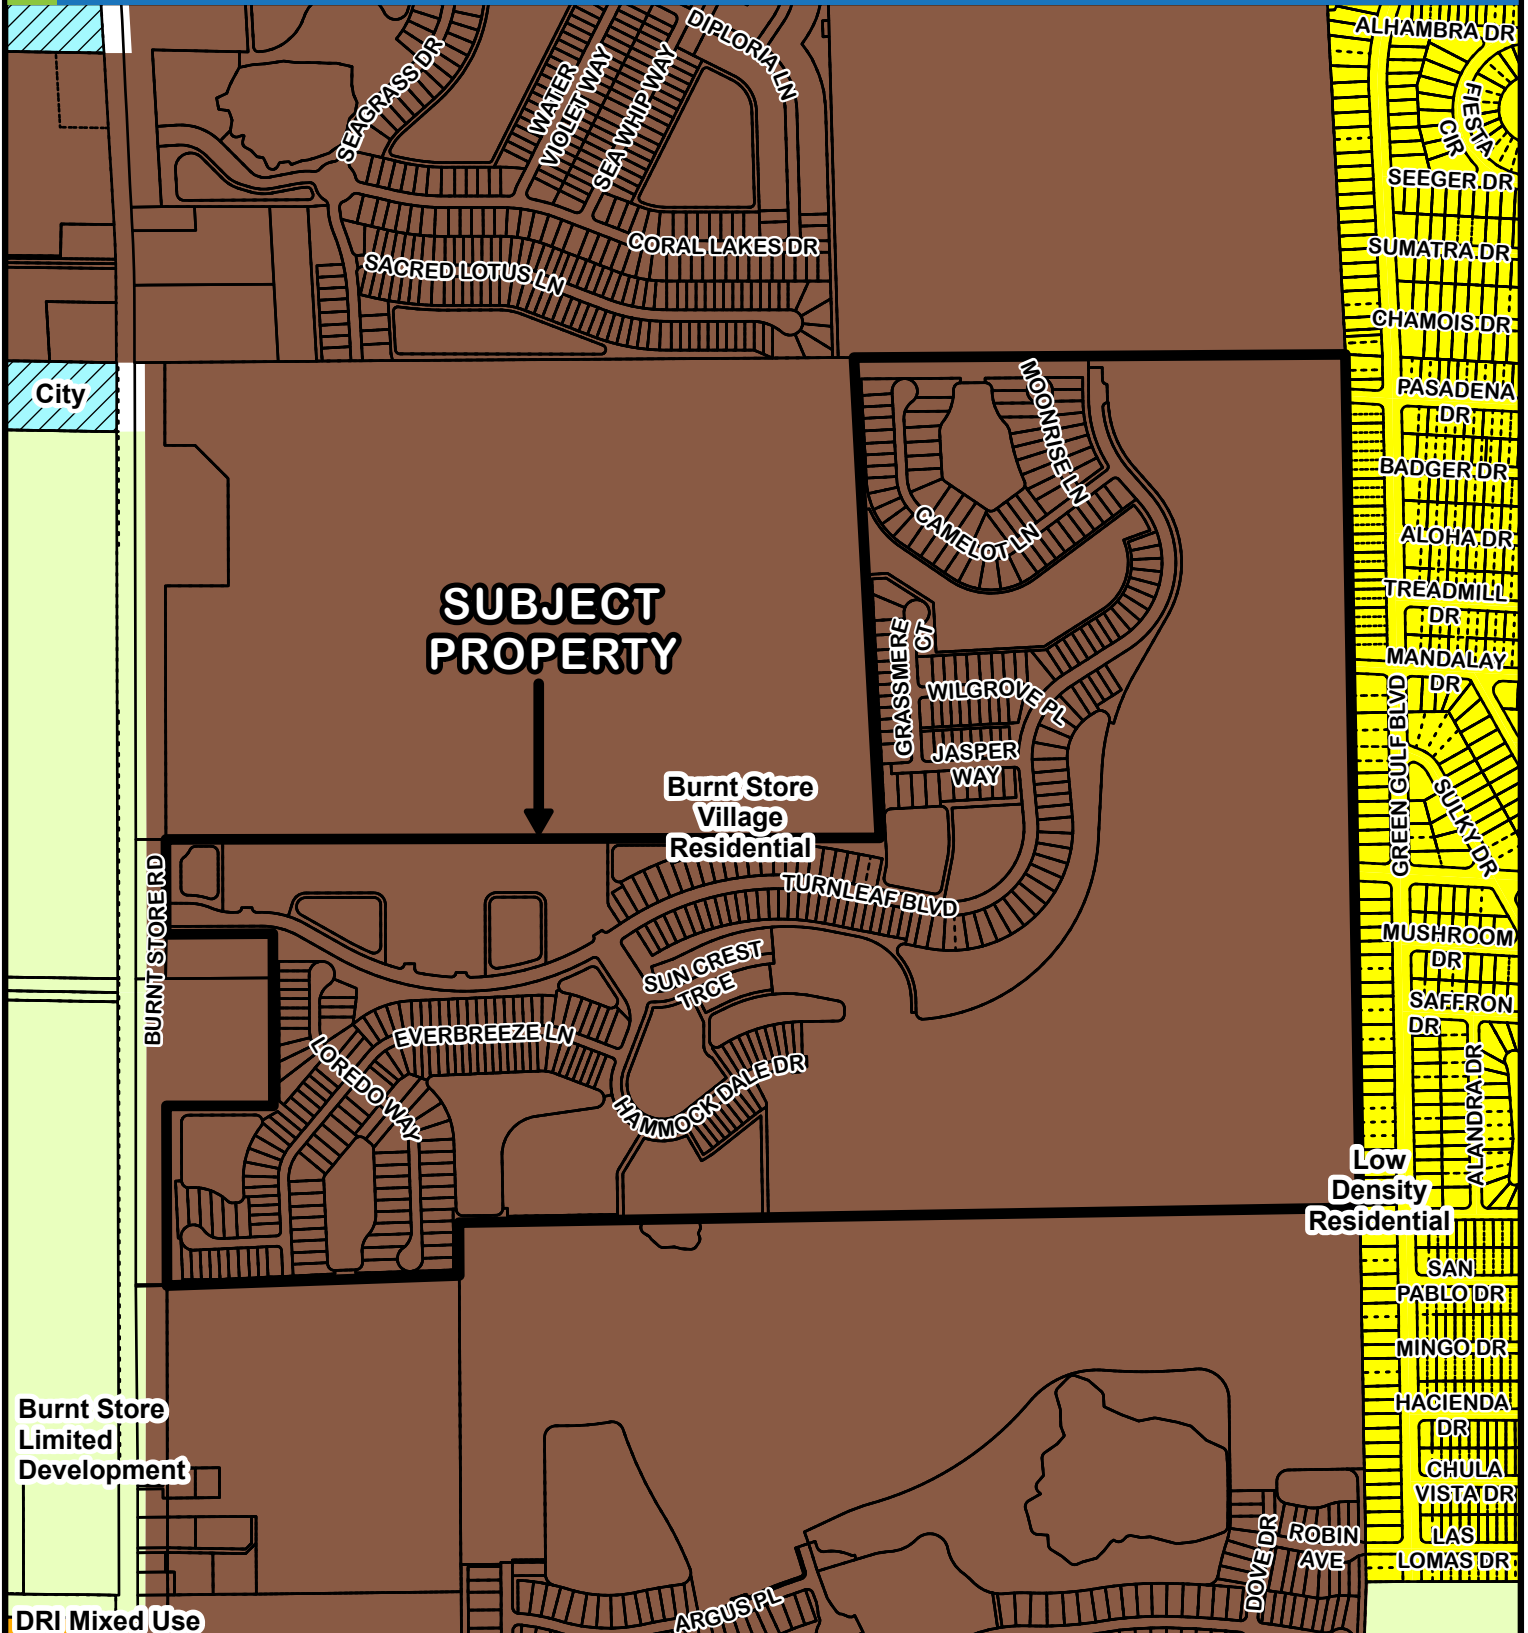 ALHAMBRA DR
DIPLORIA LN
SEAGRASS DR
WATER
VIOLET WAY
SEA WHIP WAY
FIESTA
CIR
SEEGER DR
CORAL LAKES DR
SUMATRA DR
SACRED LOTUS LN
CHAMOIS DR
City
MOONRISE LN
PASADENA
DR
BADGER DR
CAMELOT LN
ALOHA DR
SUBJECT
PROPERTY
TREADMILL
DR
GRASSMERE
CT
MANDALAY
DR
WILGROVE PL
GREEN GULF BLVD
JASPER
WAY
Burnt Store
Village
Residential
SULKY DR
TURNLEAF BLVD
BURNT STORE RD
MUSHROOM
DR
SUN CREST
TRCE
SAFFRON
DR
EVERBREEZE LN
LOREDO WAY
HAMMOCK DALE DR
ALANDRA DR
Low
Density
Residential
SAN
PABLO DR
MINGO DR
HACIENDA
DR
Burnt Store
Limited
Development
CHULA
VISTA DR
DOVE DR
ROBIN
AVE
LAS
LOMAS DR
ARGUS PL
DRI Mixed Use